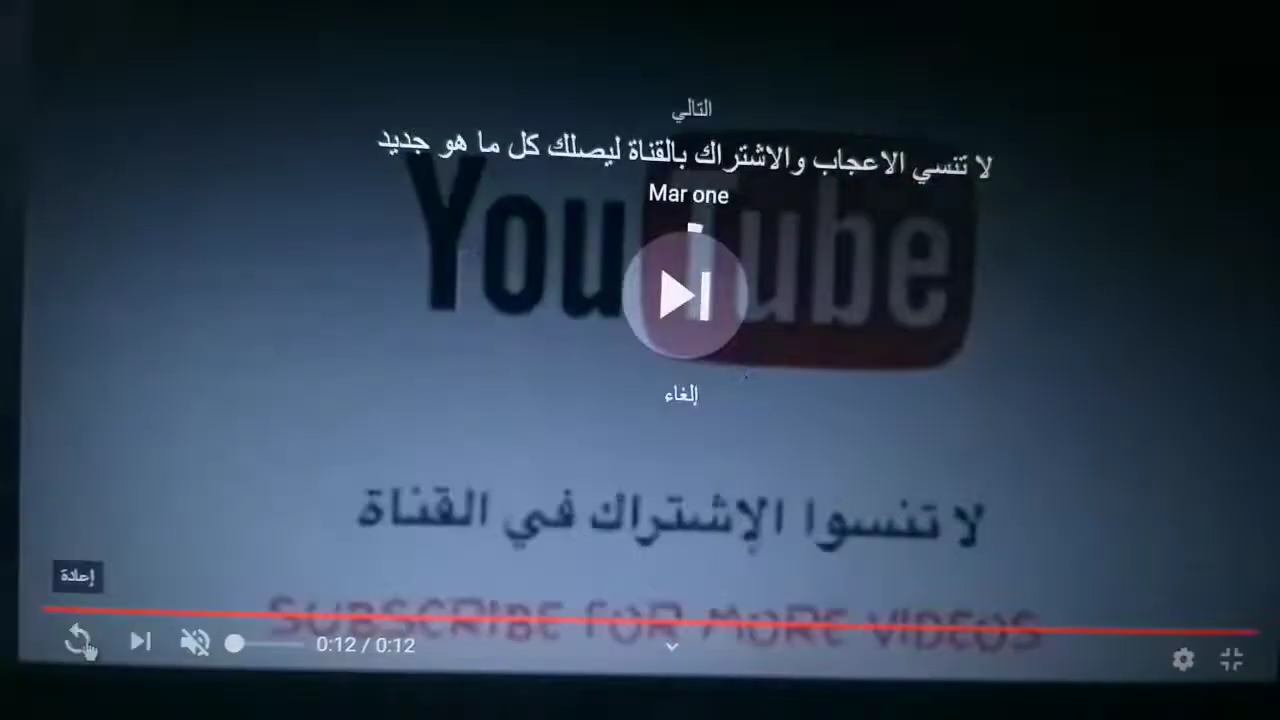 التالي
لا تنسي الاعجاب والاشتراك بالقناة ليصلك كل ما هو جديد
Mar one
YouTube
إلغاء
لا تنسوا الإشتراك في القناة
إعادة
SUBSCRIBE FOR MORE VIDEOS
0:12 / 0:12